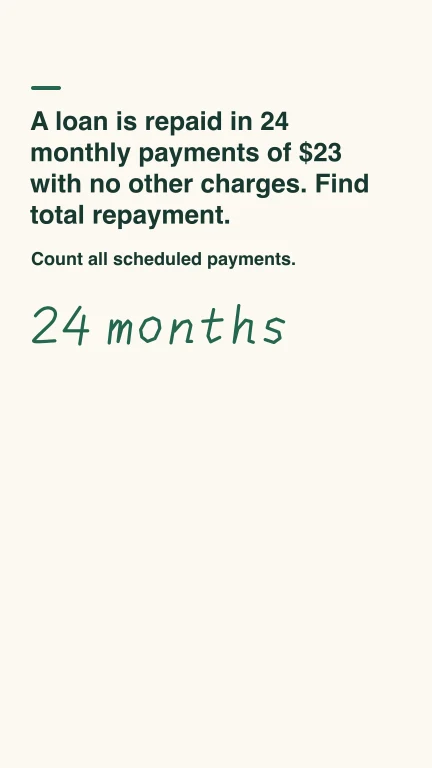 A loan is repaid in 24
monthly payments of $23
with no other charges. Find
total repayment.
Count all scheduled payments.
24 months